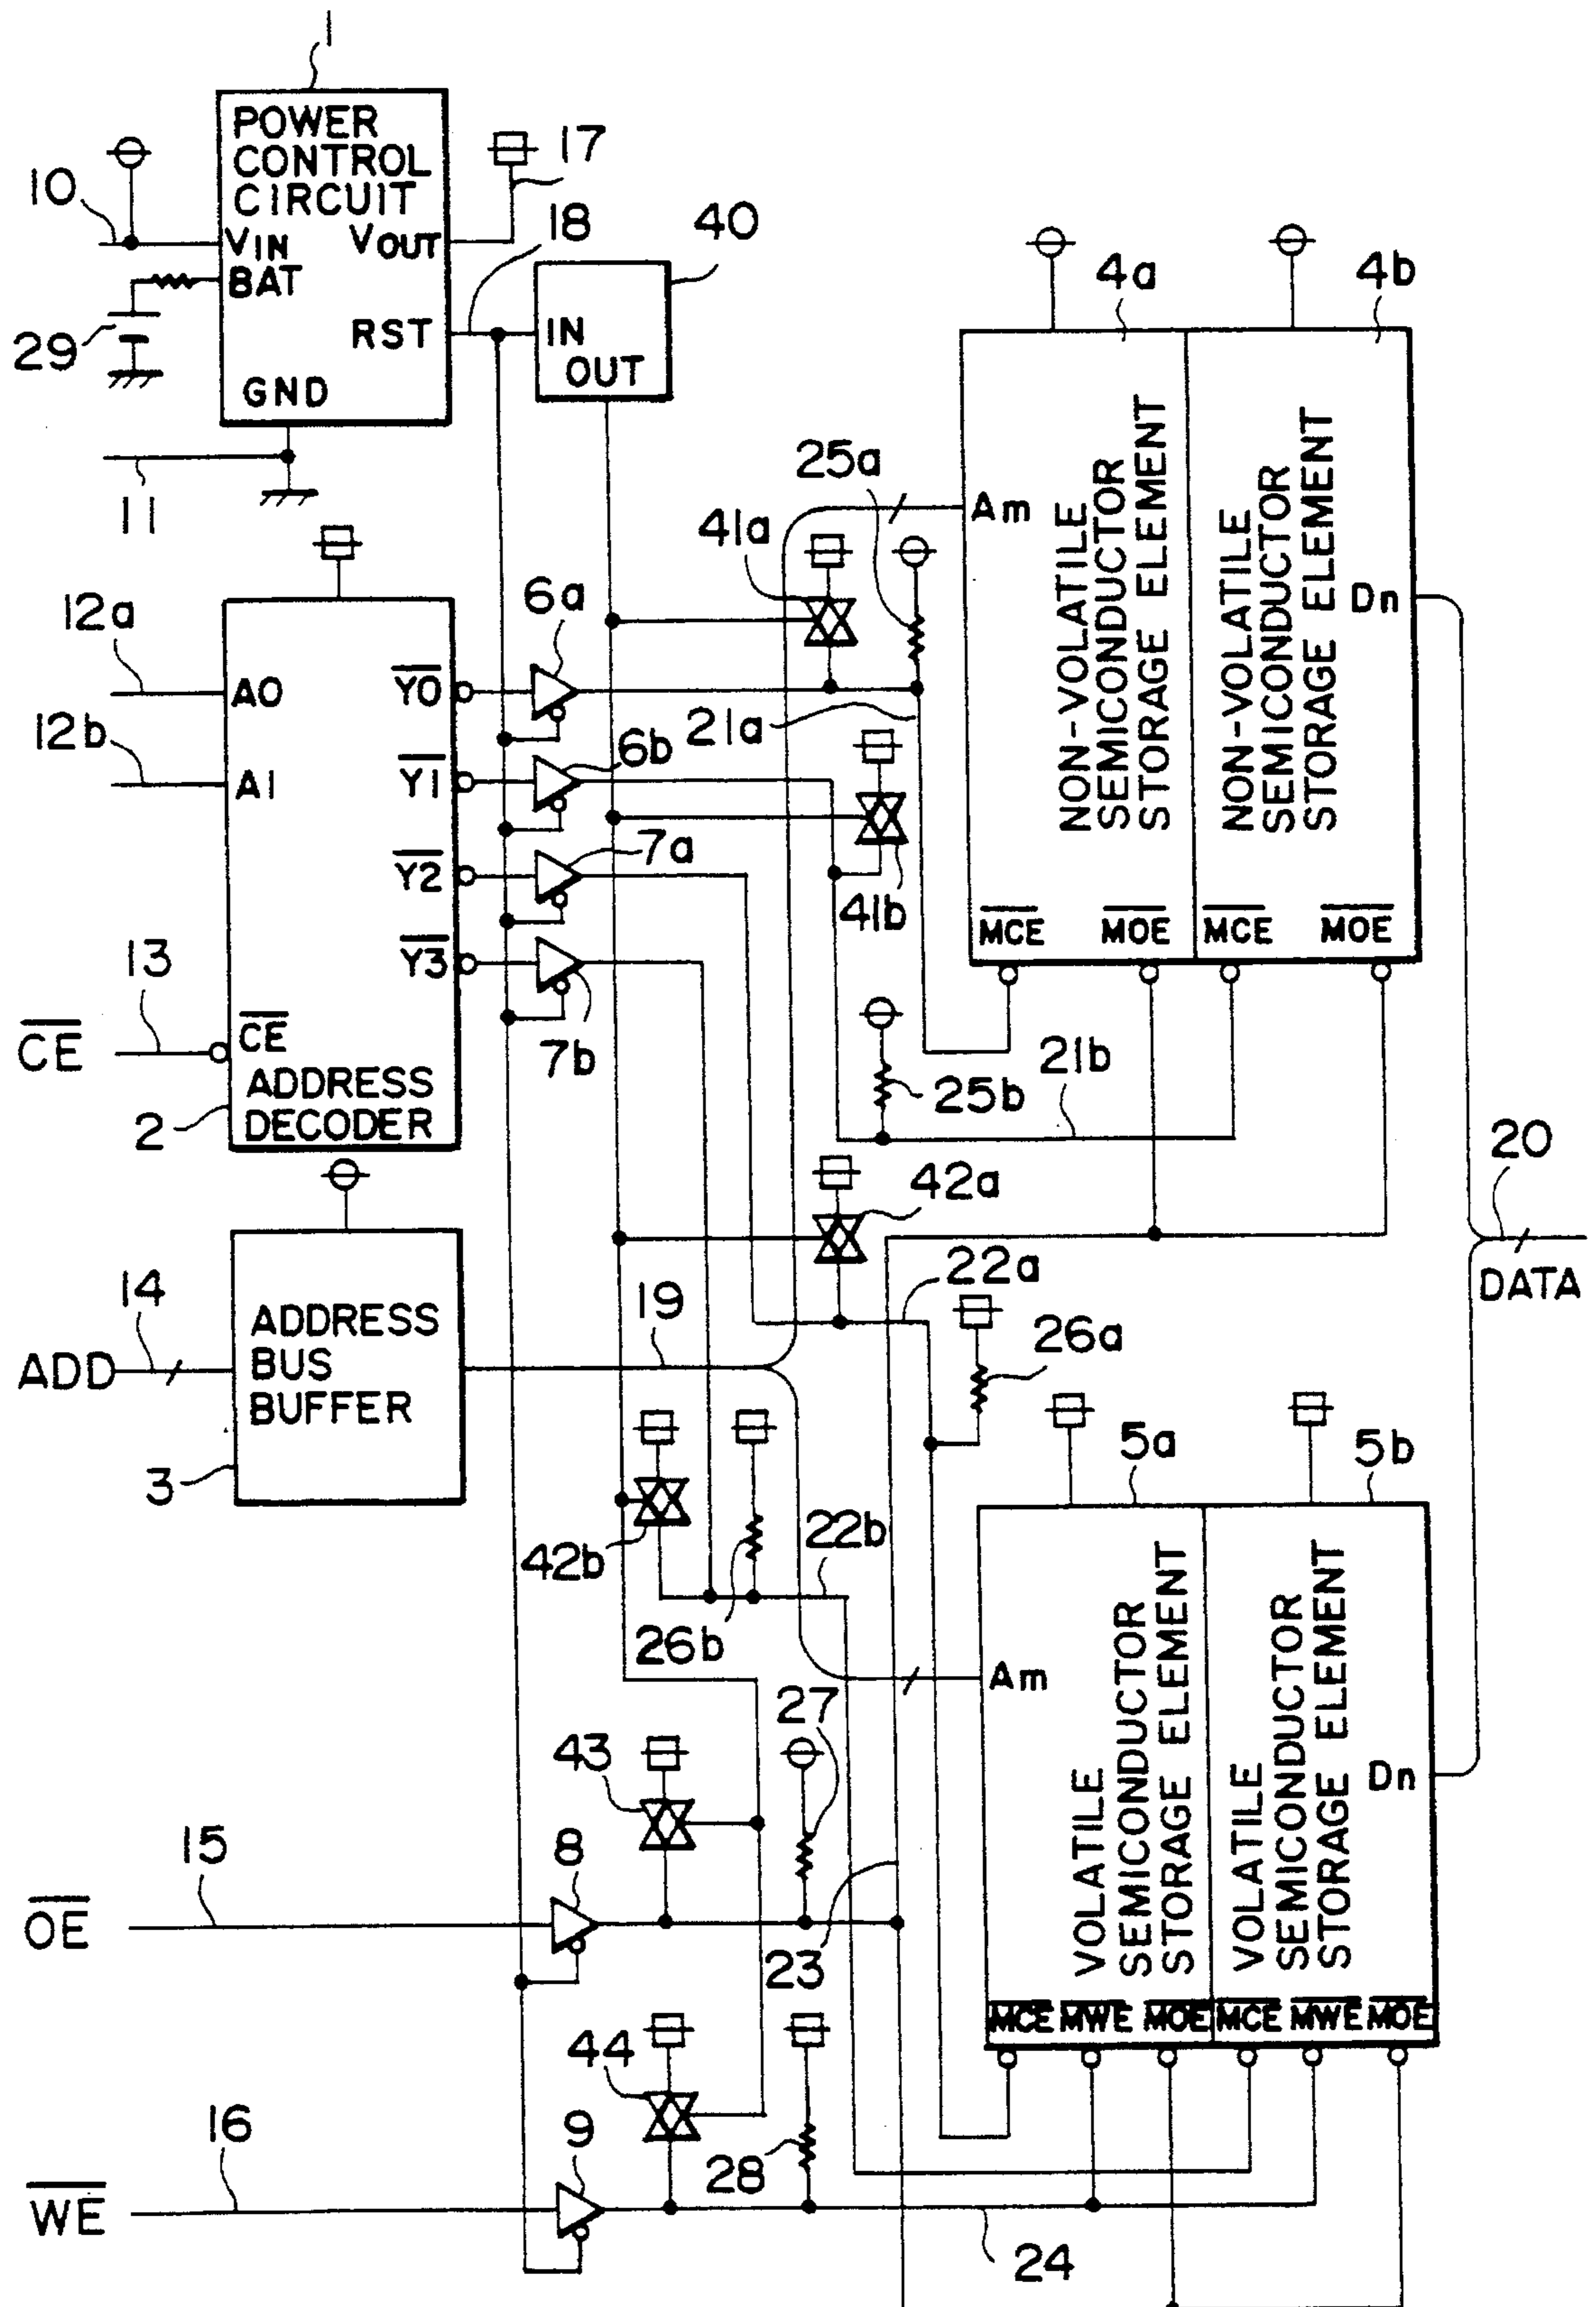 1
POWER
CONTROL
CIRCUIT
VIN
VOUT
BAT
RST
GND
10
29
11
17
18
40
IN
OUT
4a
4b
Am
NON-VOLATILE
SEMICONDUCTOR
STORAGE ELEMENT
NON-VOLATILE
SEMICONDUCTOR
STORAGE ELEMENT
Dn
MCE
MOE
MCE
MOE
25a
41a
12a
12b
A0
A1
Y0
Y1
Y2
Y3
6a
6b
7a
7b
21a
41b
13
CE
CE
ADDRESS
DECODER
2
25b
21b
20
DATA
42a
22a
14
ADD
ADDRESS
BUS
BUFFER
3
19
26a
42b
26b
22b
5a
5b
Am
VOLATILE
SEMICONDUCTOR
STORAGE ELEMENT
VOLATILE
SEMICONDUCTOR
STORAGE ELEMENT
Dn
MCE
MWE
MOE
MCE
MWE
MOE
27
43
15
OE
8
23
44
16
WE
9
28
24